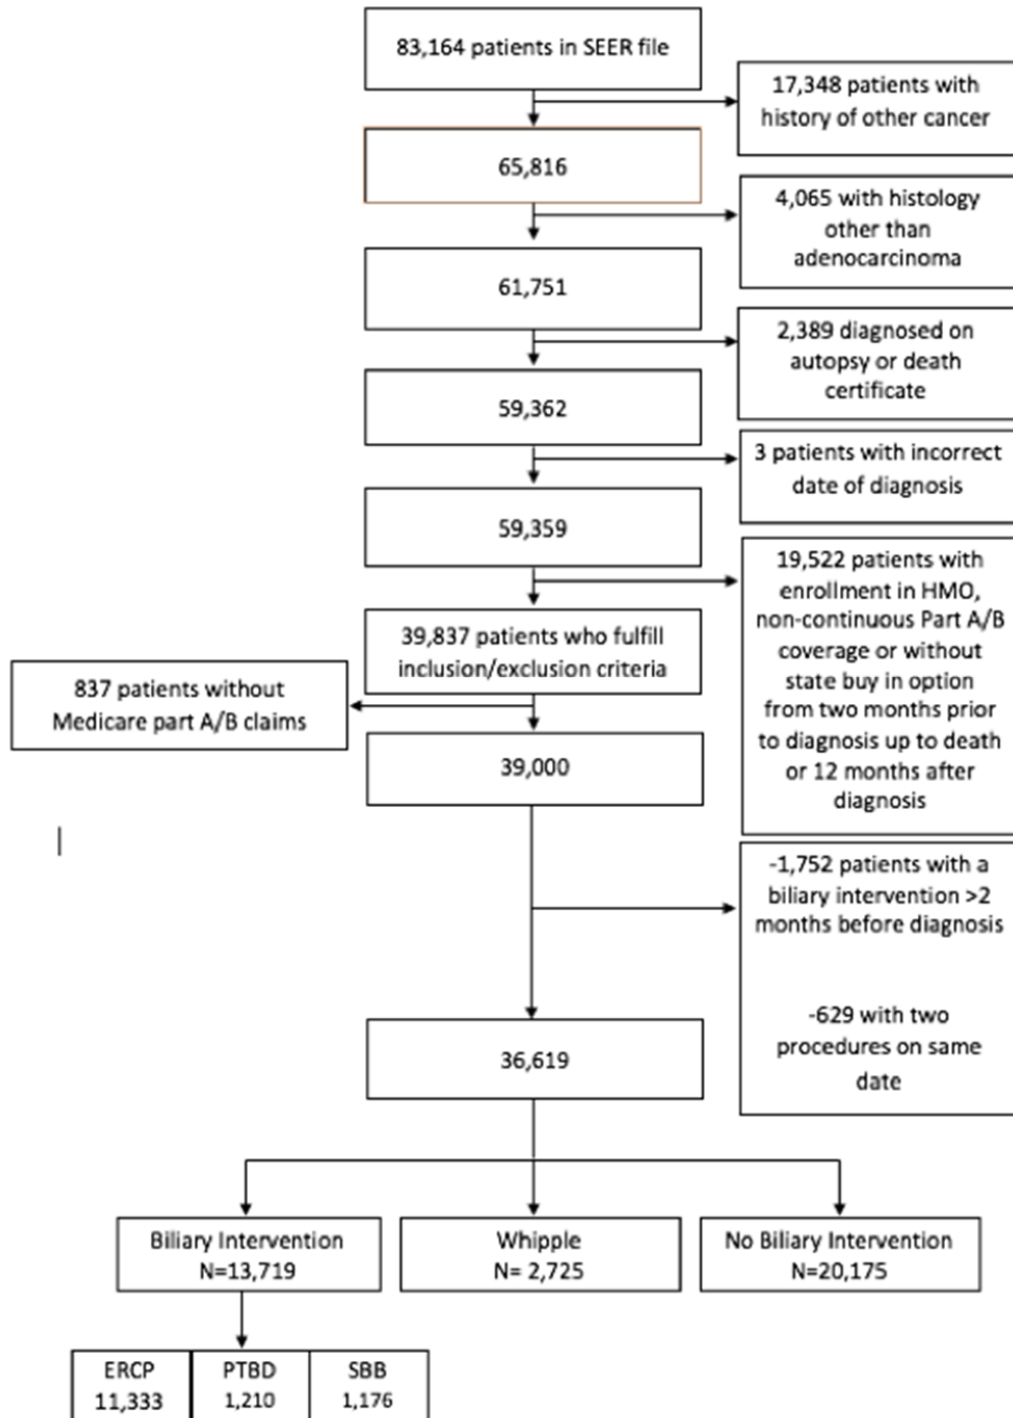 83,164 patients in SEER file
17,348 patients with
history of other cancer
65,816
4,065 with histology
other than
adenocarcinoma
61,751
2,389 diagnosed on
autopsy or death
certificate
59,362
3 patients with incorrect
date of diagnosis
59,359
19,522 patients with
enrollment in HMO,
non-continuous Part A/B
coverage or without
state buy in option
from two months prior
to diagnosis up to death
or 12 months after
diagnosis
39,837 patients who fulfill
inclusion/exclusion criteria
837 patients without
Medicare part A/B claims
39,000
-1,752 patients with a
biliary intervention >2
months before diagnosis
-629 with two
procedures on same
date
36,619
Biliary Intervention
N=13,719
Whipple
N= 2,725
No Biliary Intervention
N=20,175
ERCP
11,333
PTBD
1,210
SBB
1,176